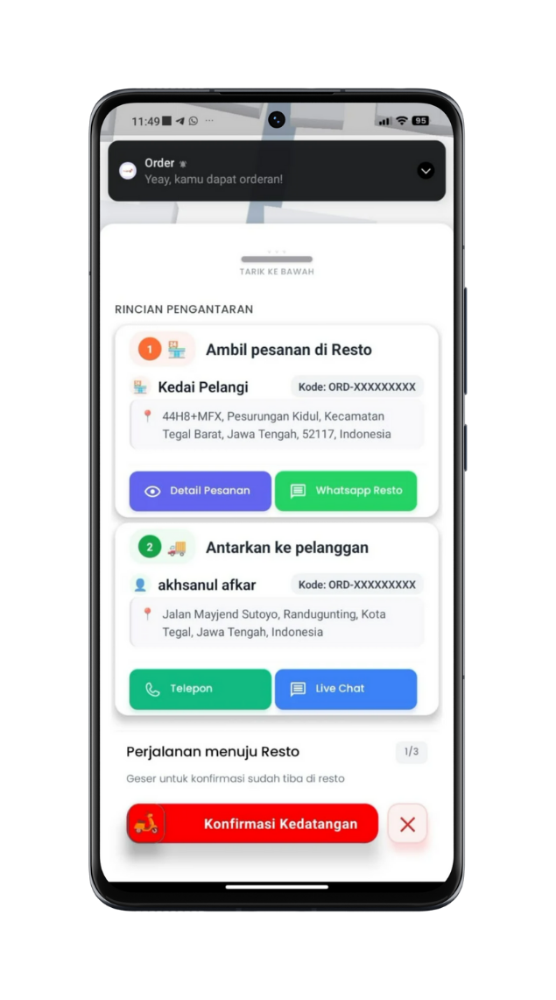 11:49
95
Order
Yeay, kamu dapat orderan!
TARIK KE BAWAH
RINCIAN PENGANTARAN
1 Ambil pesanan di Resto
Kedai Pelangi Kode: ORD-XXXXXXXXX
44H8+MFX, Pesurungan Kidul, Kecamatan
Tegal Barat, Jawa Tengah, 52117, Indonesia
Detail Pesanan Whatsapp Resto
2 Antarkan ke pelanggan
akhsanul afkar Kode: ORD-XXXXXXXXX
Jalan Mayjend Sutoyo, Randugunting, Kota
Tegal, Jawa Tengah, Indonesia
Telepon Live Chat
Perjalanan menuju Resto 1/3
Geser untuk konfirmasi sudah tiba di resto
Konfirmasi Kedatangan